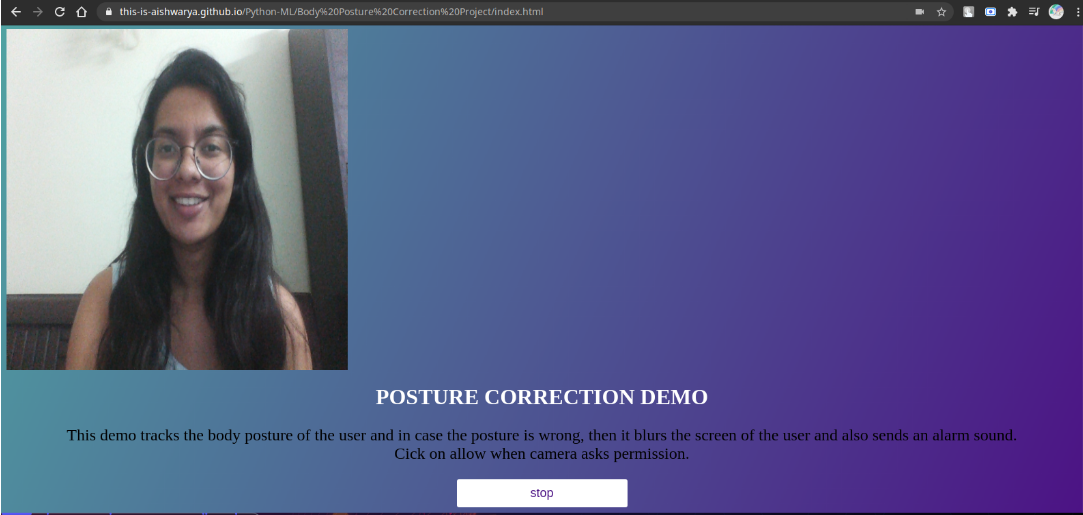 this-is-aishwarya.github.io/Python-ML/Body%20Posture%20Correction%20Project/index.html
POSTURE CORRECTION DEMO
This demo tracks the body posture of the user and in case the posture is wrong, then it blurs the screen of the user and also sends an alarm sound.
Cick on allow when camera asks permission.
stop